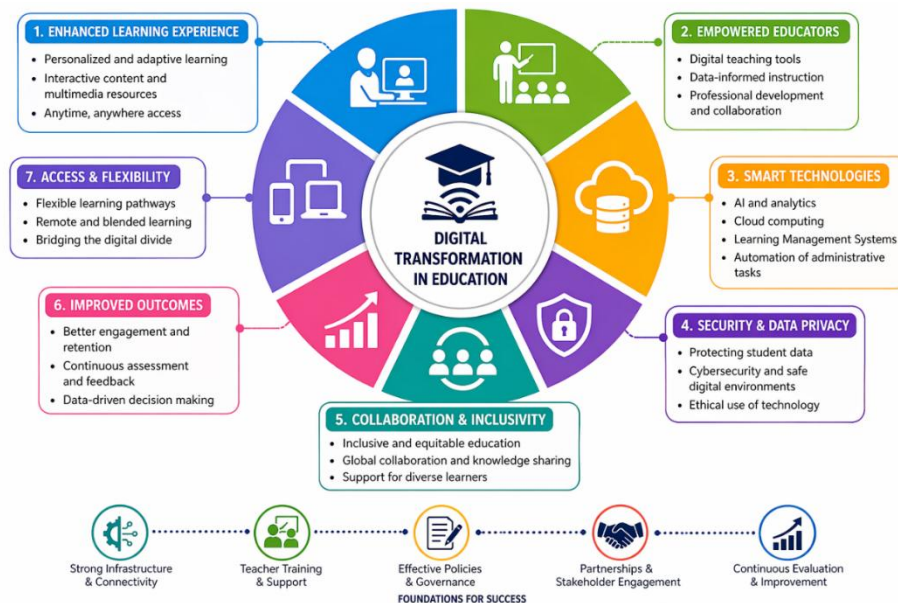 1. ENHANCED LEARNING EXPERIENCE
• Personalized and adaptive learning
• Interactive content and
multimedia resources
• Anytime, anywhere access
2. EMPOWERED EDUCATORS
• Digital teaching tools
• Data-informed instruction
• Professional development
and collaboration
7. ACCESS & FLEXIBILITY
• Flexible learning pathways
• Remote and blended learning
• Bridging the digital divide
DIGITAL
TRANSFORMATION
IN EDUCATION
3. SMART TECHNOLOGIES
• AI and analytics
• Cloud computing
• Learning Management Systems
• Automation of administrative
tasks
6. IMPROVED OUTCOMES
• Better engagement and
retention
• Continuous assessment
and feedback
• Data-driven decision making
4. SECURITY & DATA PRIVACY
• Protecting student data
• Cybersecurity and safe
digital environments
• Ethical use of technology
5. COLLABORATION & INCLUSIVITY
• Inclusive and equitable education
• Global collaboration and knowledge sharing
• Support for diverse learners
Strong Infrastructure
& Connectivity
Teacher Training
& Support
Effective Policies
& Governance
Partnerships &
Stakeholder Engagement
Continuous Evaluation
& Improvement
FOUNDATIONS FOR SUCCESS